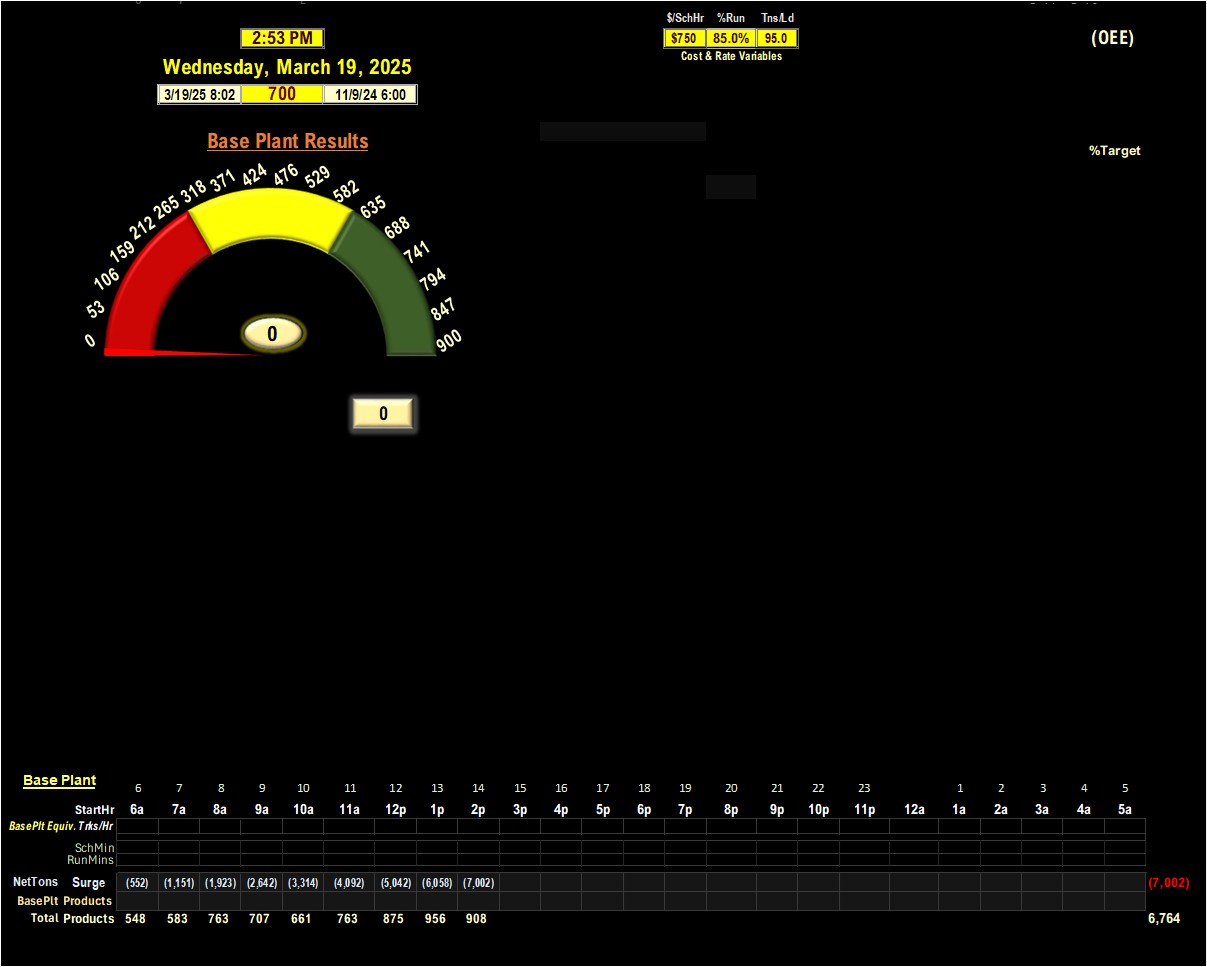 $/SchHr %Run Tns/Ld
2:53 PM $750 85.0% 95.0 (OEE)
Cost & Rate Variables
Wednesday, March 19, 2025
3/19/25 8:02 700 11/9/24 6:00
Base Plant Results
%Target
0 53 106 159 212 265 318 371 424 476 529 582 635 688 741 794 847 900
0
0
Base Plant
6 7 8 9 10 11 12 13 14 15 16 17 18 19 20 21 22 23 1 2 3 4 5
StartHr 6a 7a 8a 9a 10a 11a 12p 1p 2p 3p 4p 5p 6p 7p 8p 9p 10p 11p 12a 1a 2a 3a 4a 5a
BasePlt Equiv. Trks/Hr
SchMin
RunMins
NetTons Surge (552) (1,151) (1,923) (2,642) (3,314) (4,092) (5,042) (6,058) (7,002) (7,002)
BasePlt Products
Total Products 548 583 763 707 661 763 875 956 908 6,764